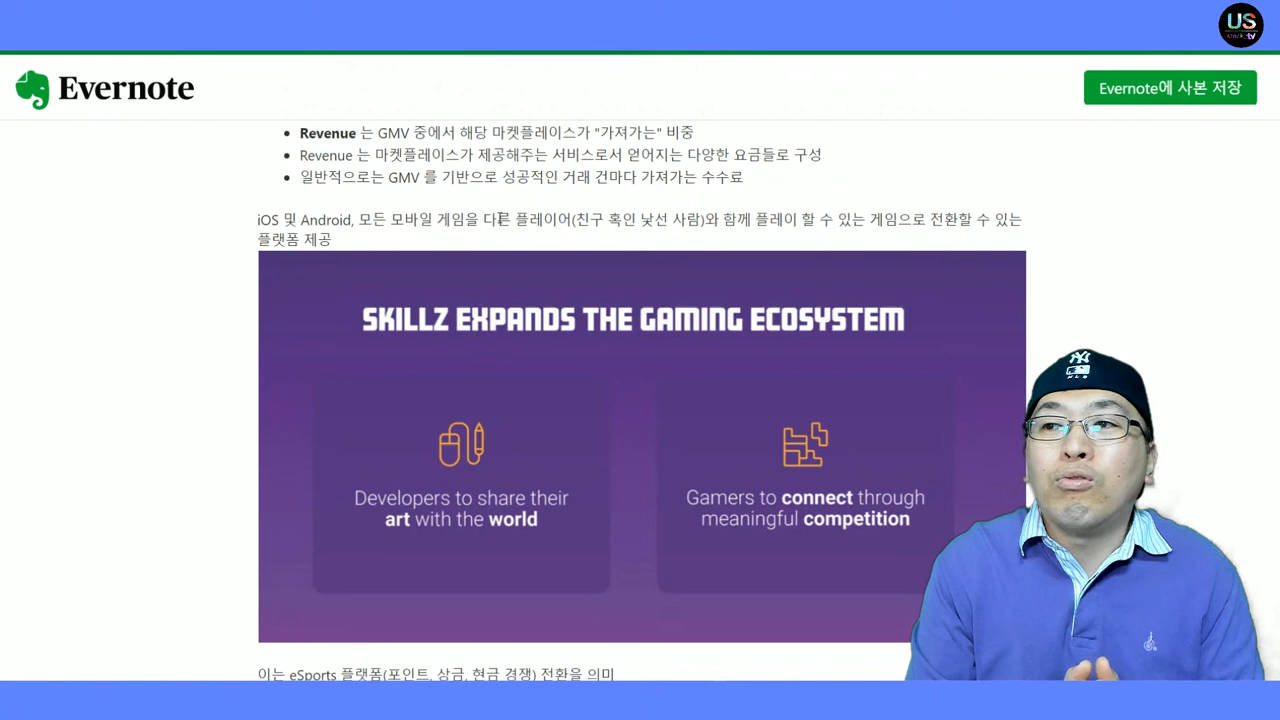 US
tv
Evernote
Evernote에 사본 저장
Revenue 는 GMV 중에서 해당 마켓플레이스가 "가져가는" 비중
Revenue 는 마켓플레이스가 제공해주는 서비스로서 얻어지는 다양한 요금들로 구성
일반적으로는 GMV 를 기반으로 성공적인 거래 건마다 가져가는 수수료
iOS 및 Android, 모든 모바일 게임을 다른 플레이어(친구 혹인 낯선 사람)와 함께 플레이 할 수 있는 게임으로 전환할 수 있는
플랫폼 제공
SKILLZ EXPANDS THE GAMING ECOSYSTEM
Developers to share their
art with the world
Gamers to connect through
meaningful competition
NY
MLB
이는 eSports 플랫폼(포인트, 상금, 현금 경쟁) 전환을 의미